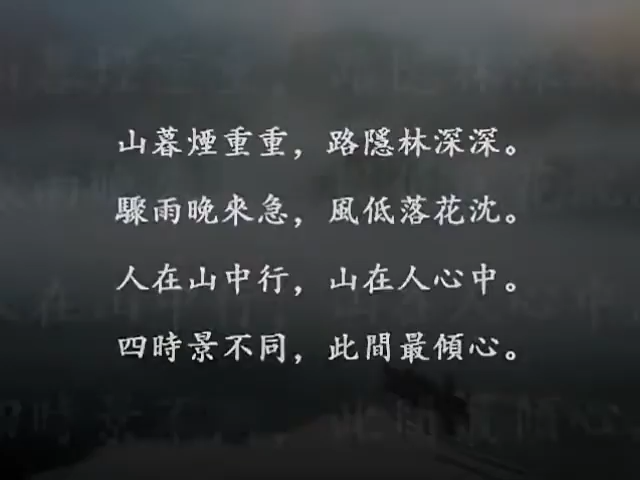 山暮煙重重，路隱林深深。
驟雨晚來急，風低落花沈。
人在山中行，山在人心中。
四時景不同，此間最傾心。